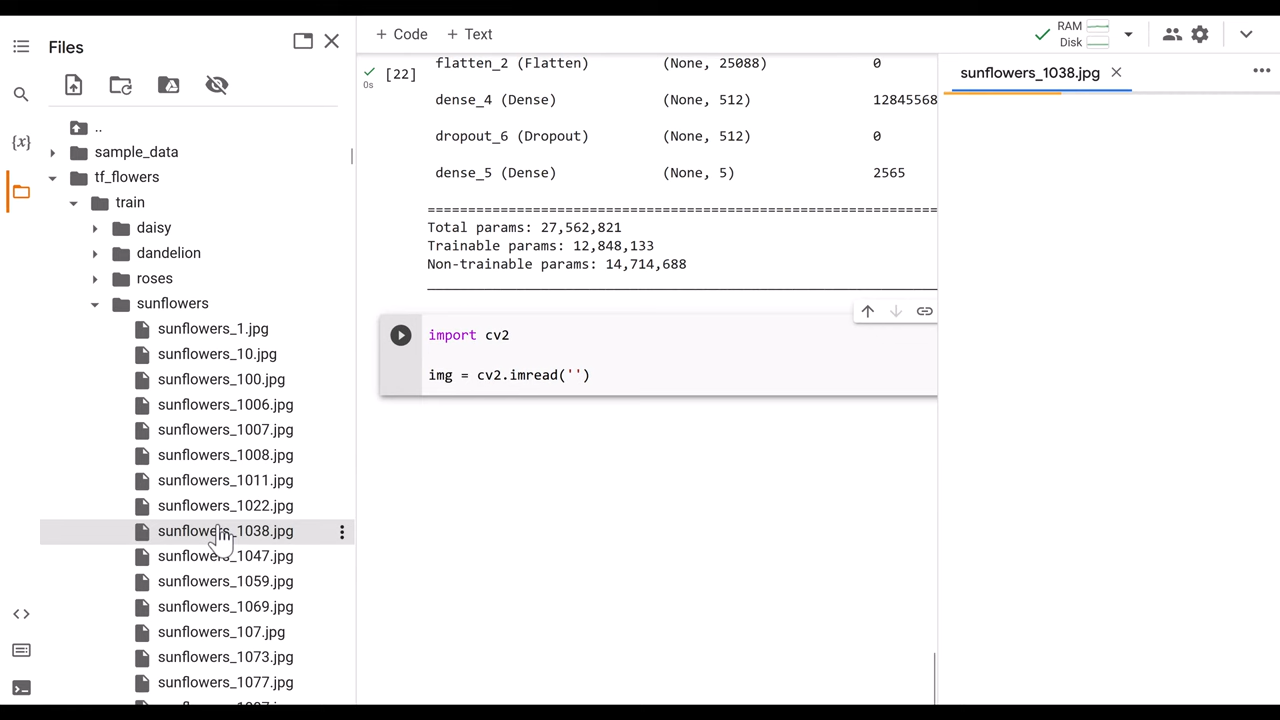 Files
..
sample_data
tf_flowers
train
daisy
dandelion
roses
sunflowers
sunflowers_1.jpg
sunflowers_10.jpg
sunflowers_100.jpg
sunflowers_1006.jpg
sunflowers_1007.jpg
sunflowers_1008.jpg
sunflowers_1011.jpg
sunflowers_1022.jpg
sunflowers_1038.jpg
sunflowers_1047.jpg
sunflowers_1059.jpg
sunflowers_1069.jpg
sunflowers_107.jpg
sunflowers_1073.jpg
sunflowers_1077.jpg
+ Code + Text
RAM
Disk
[22]
0s
flatten_2 (Flatten) (None, 25088) 0
dense_4 (Dense) (None, 512) 12845568
dropout_6 (Dropout) (None, 512) 0
dense_5 (Dense) (None, 5) 2565
Total params: 27,562,821
Trainable params: 12,848,133
Non-trainable params: 14,714,688
import cv2
img = cv2.imread('')
sunflowers_1038.jpg